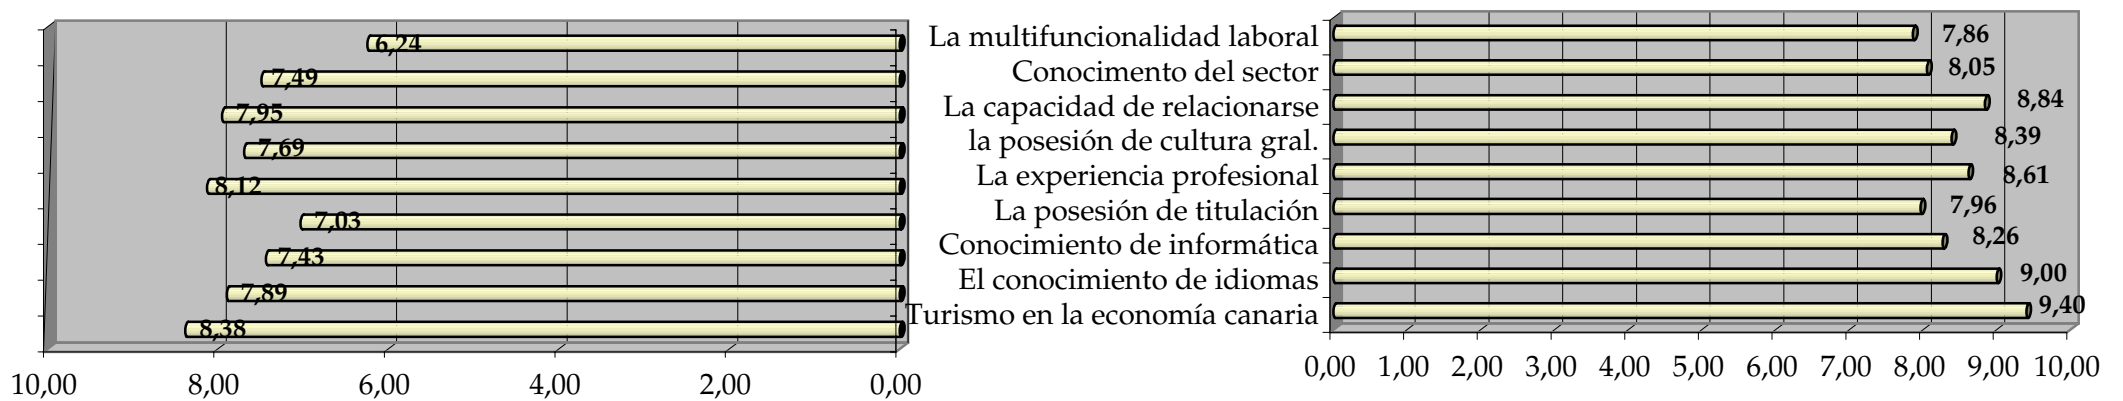 6,24
7,49
7,95
7,69
8,12
7,03
7,43
7,89
8,38
10,00 8,00 6,00 4,00 2,00 0,00
La multifuncionalidad laboral
Conocimento del sector
La capacidad de relacionarse
la posesión de cultura gral.
La experiencia profesional
La posesión de titulación
Conocimiento de informática
El conocimiento de idiomas
Turismo en la economía canaria
7,86
8,05
8,84
8,39
8,61
7,96
8,26
9,00
9,40
0,00 1,00 2,00 3,00 4,00 5,00 6,00 7,00 8,00 9,00 10,00